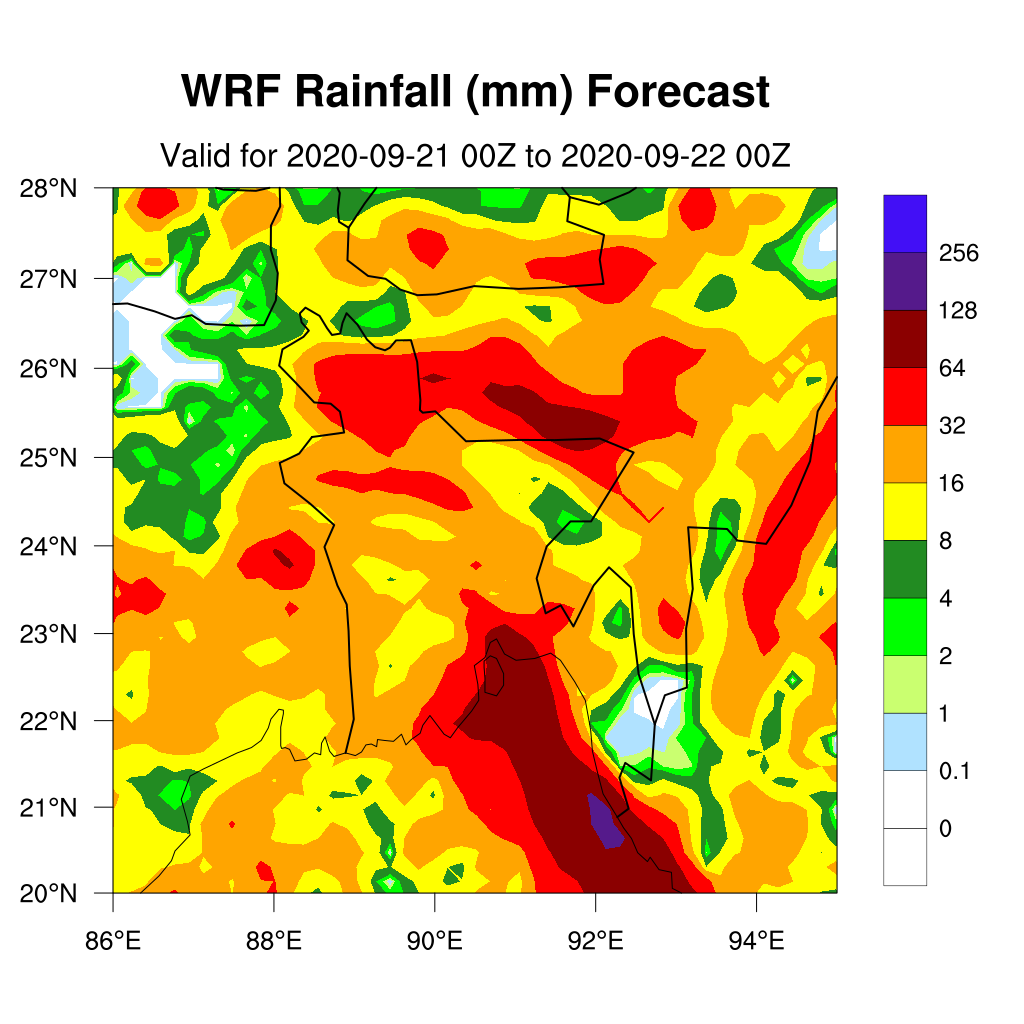 WRF Rainfall (mm) Forecast
Valid for 2020-09-21 00Z to 2020-09-22 00Z
28°N
27°N
26°N
25°N
24°N
23°N
22°N
21°N
20°N
86°E
88°E
90°E
92°E
94°E
256
128
64
32
16
8
4
2
1
0.1
0